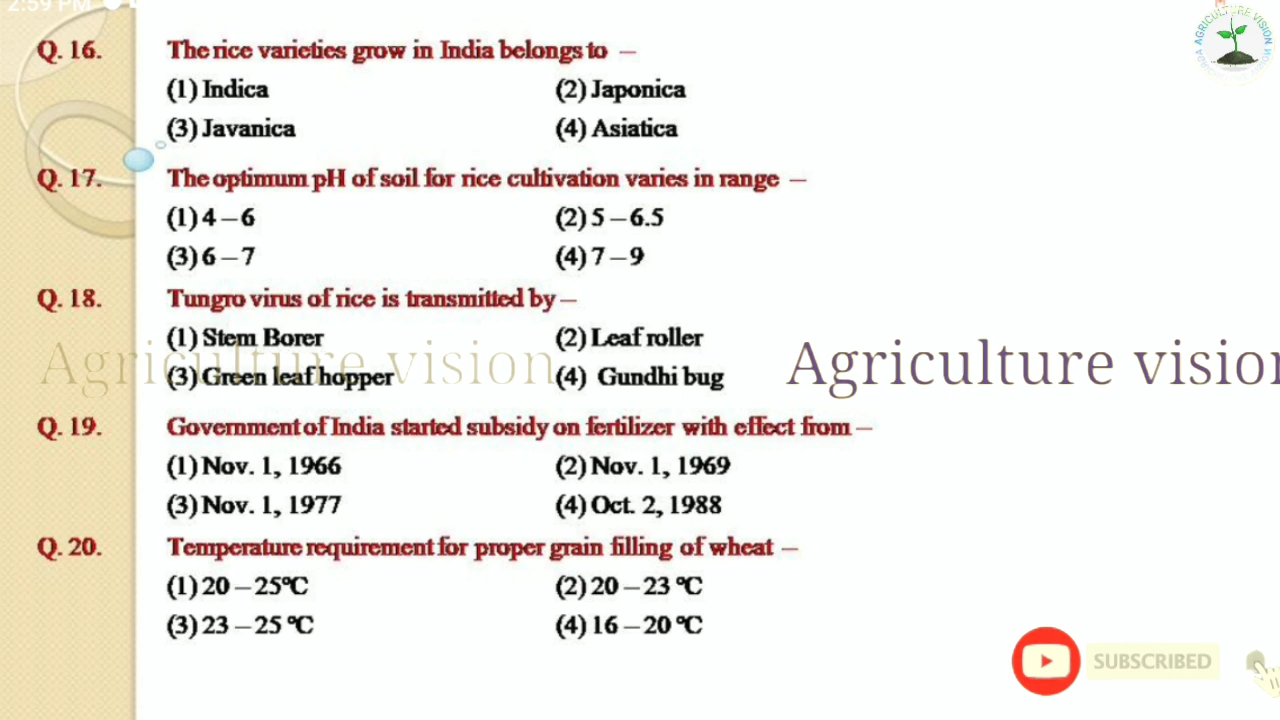 2:59 PM
AGRICULTURE VISION
Q. 16. The rice varieties grow in India belongs to –
(1) Indica (2) Japonica
(3) Javanica (4) Asiatica
Q. 17. The optimum pH of soil for rice cultivation varies in range –
(1) 4 – 6 (2) 5 – 6.5
(3) 6 – 7 (4) 7 – 9
Q. 18. Tungro virus of rice is transmitted by –
(1) Stem Borer (2) Leaf roller
Agriculture vision Agriculture vision
(3) Green leaf hopper (4) Gundhi bug
Q. 19. Government of India started subsidy on fertilizer with effect from –
(1) Nov. 1, 1966 (2) Nov. 1, 1969
(3) Nov. 1, 1977 (4) Oct. 2, 1988
Q. 20. Temperature requirement for proper grain filling of wheat –
(1) 20 – 25°C (2) 20 – 23 °C
(3) 23 – 25 °C (4) 16 – 20 °C
SUBSCRIBED